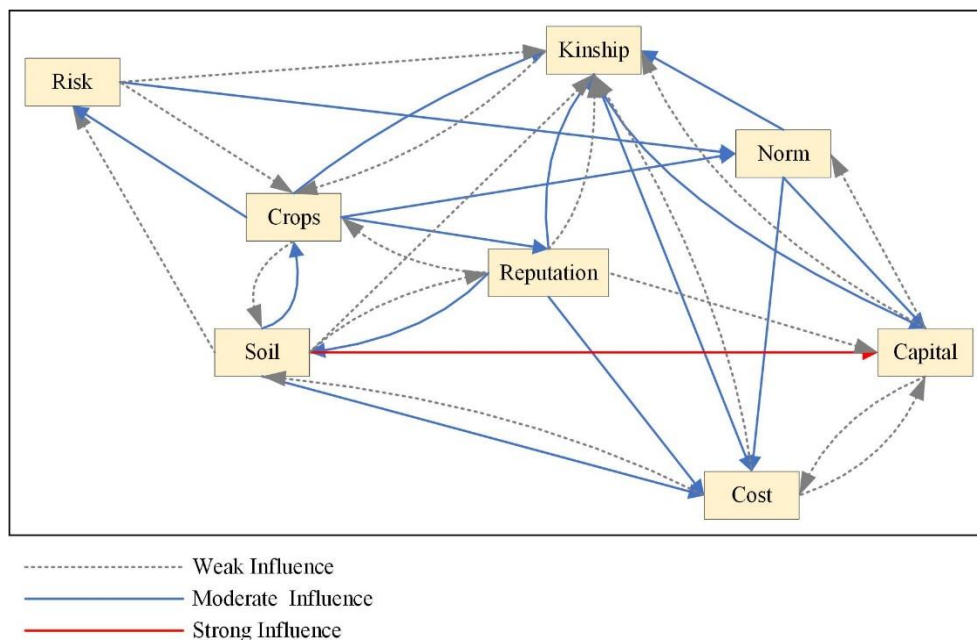 Kinship
Risk
Norm
Crops
Reputation
Soil
Capital
Cost
Weak Influence
Moderate Influence
Strong Influence